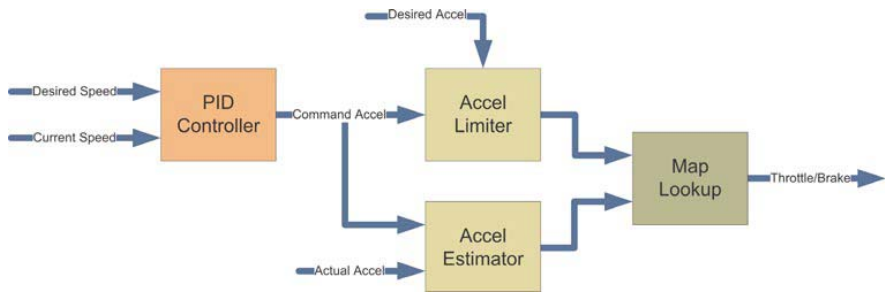 Desired Accel
Desired Speed
Current Speed
PID
Controller
Command Accel
Accel
Limiter
Map
Lookup
Throttle/Brake
Accel
Estimator
Actual Accel